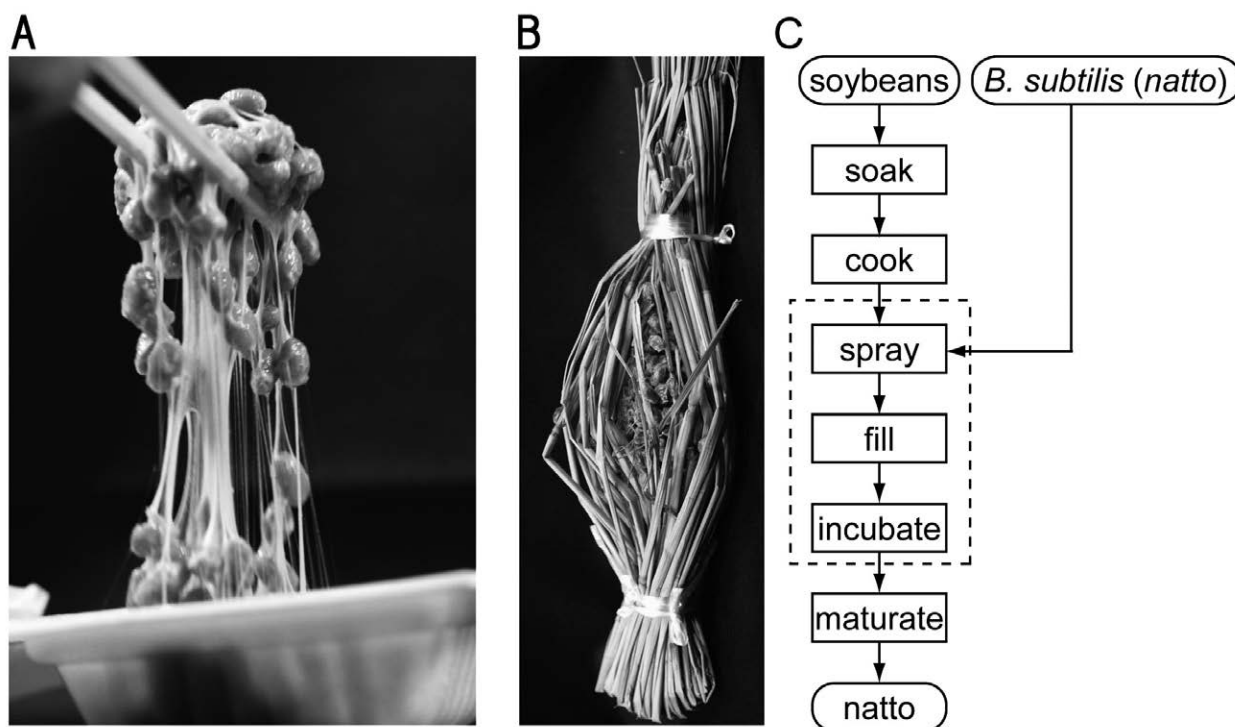 A
B
C
soybeans
B. subtilis (natto)
soak
cook
spray
fill
incubate
maturate
natto